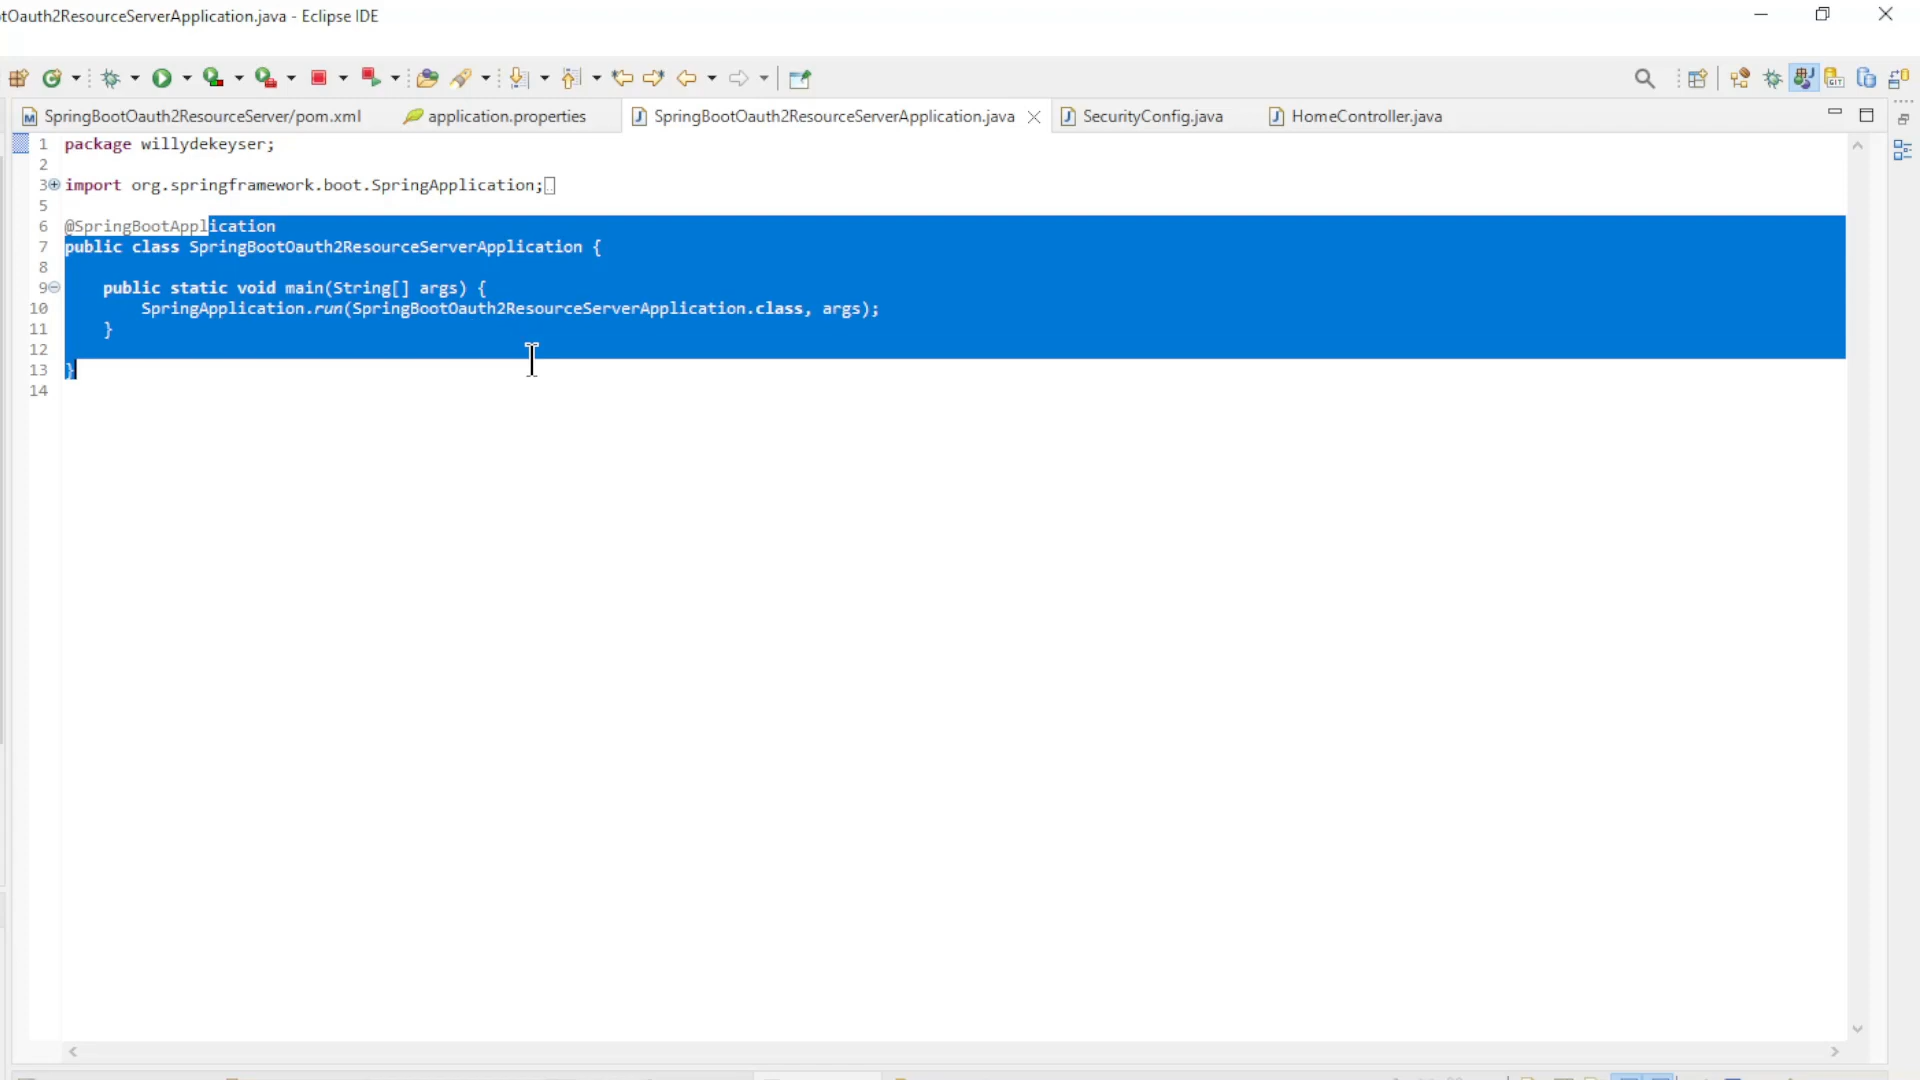 tOauth2ResourceServerApplication.java - Eclipse IDE
SpringBootOauth2ResourceServer/pom.xml application.properties SpringBootOauth2ResourceServerApplication.java SecurityConfig.java HomeController.java
1 package willydekeyser;
2
3 import org.springframework.boot.SpringApplication;
5
6 @SpringBootApplication
7 public class SpringBootOauth2ResourceServerApplication {
8
9 public static void main(String[] args) {
10 SpringApplication.run(SpringBootOauth2ResourceServerApplication.class, args);
11 }
12
13 }
14